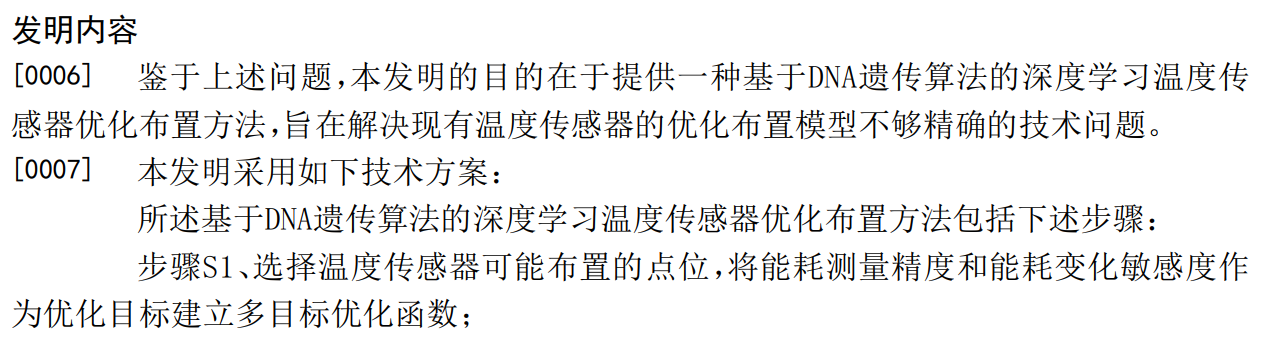 发明内容
[0006] 鉴于上述问题,本发明的目的在于提供一种基于DNA遗传算法的深度学习温度传
感器优化布置方法,旨在解决现有温度传感器的优化布置模型不够精确的技术问题。
[0007] 本发明采用如下技术方案:
所述基于DNA遗传算法的深度学习温度传感器优化布置方法包括下述步骤:
步骤S1、选择温度传感器可能布置的点位,将能耗测量精度和能耗变化敏感度作
为优化目标建立多目标优化函数;